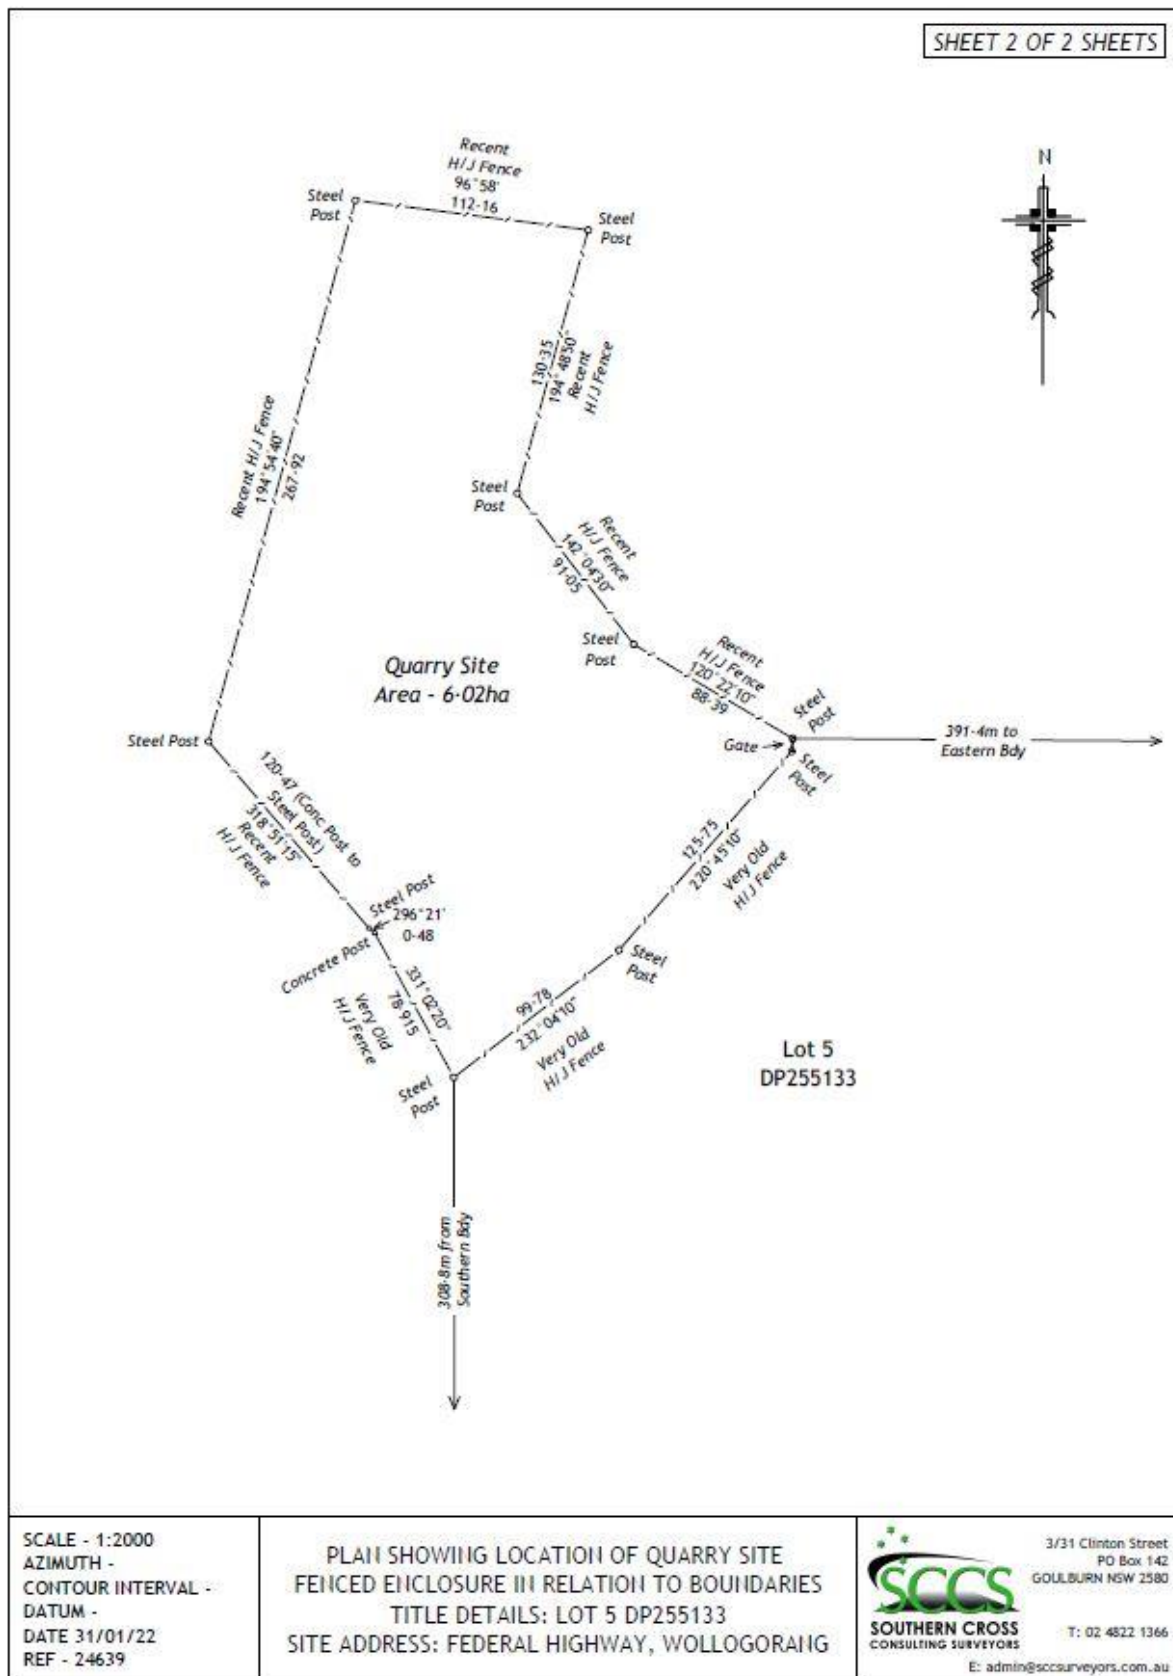 SHEET 2 OF 2 SHEETS
N
Recent
H/J Fence
96°58'
112·16
Steel
Post
Steel
Post
130·35
194°48'50"
Recent
H/J Fence
Recent H/J Fence
194°54'40"
267·92
Steel
Post
Recent
H/J Fence
142°04'30"
91·05
Steel
Post
Recent
H/J Fence
120°22'10"
88·39
Quarry Site
Area - 6·02ha
Steel
Post
Gate
Steel
Post
391·4m to
Eastern Bdy
Steel Post
120·47 (Conc Post to
Steel Post)
318°51'15"
Recent
H/J Fence
125·75
220°45'10"
Very Old
H/J Fence
Steel Post
296°21'
0·48
Concrete Post
331°02'20"
78·915
Very Old
H/J Fence
Steel
Post
99·78
232°04'10"
Very Old
H/J Fence
Steel
Post
Lot 5
DP255133
308·8m from
Southern Bdy
SCALE - 1:2000
AZIMUTH -
CONTOUR INTERVAL -
DATUM -
DATE 31/01/22
REF - 24639
PLAN SHOWING LOCATION OF QUARRY SITE
FENCED ENCLOSURE IN RELATION TO BOUNDARIES
TITLE DETAILS: LOT 5 DP255133
SITE ADDRESS: FEDERAL HIGHWAY, WOLLOGORANG
SCCS
SOUTHERN CROSS
CONSULTING SURVEYORS
3/31 Clinton Street
PO Box 142
GOULBURN NSW 2580
T: 02 4822 1366
E: admin@sccsurveyors.com.au